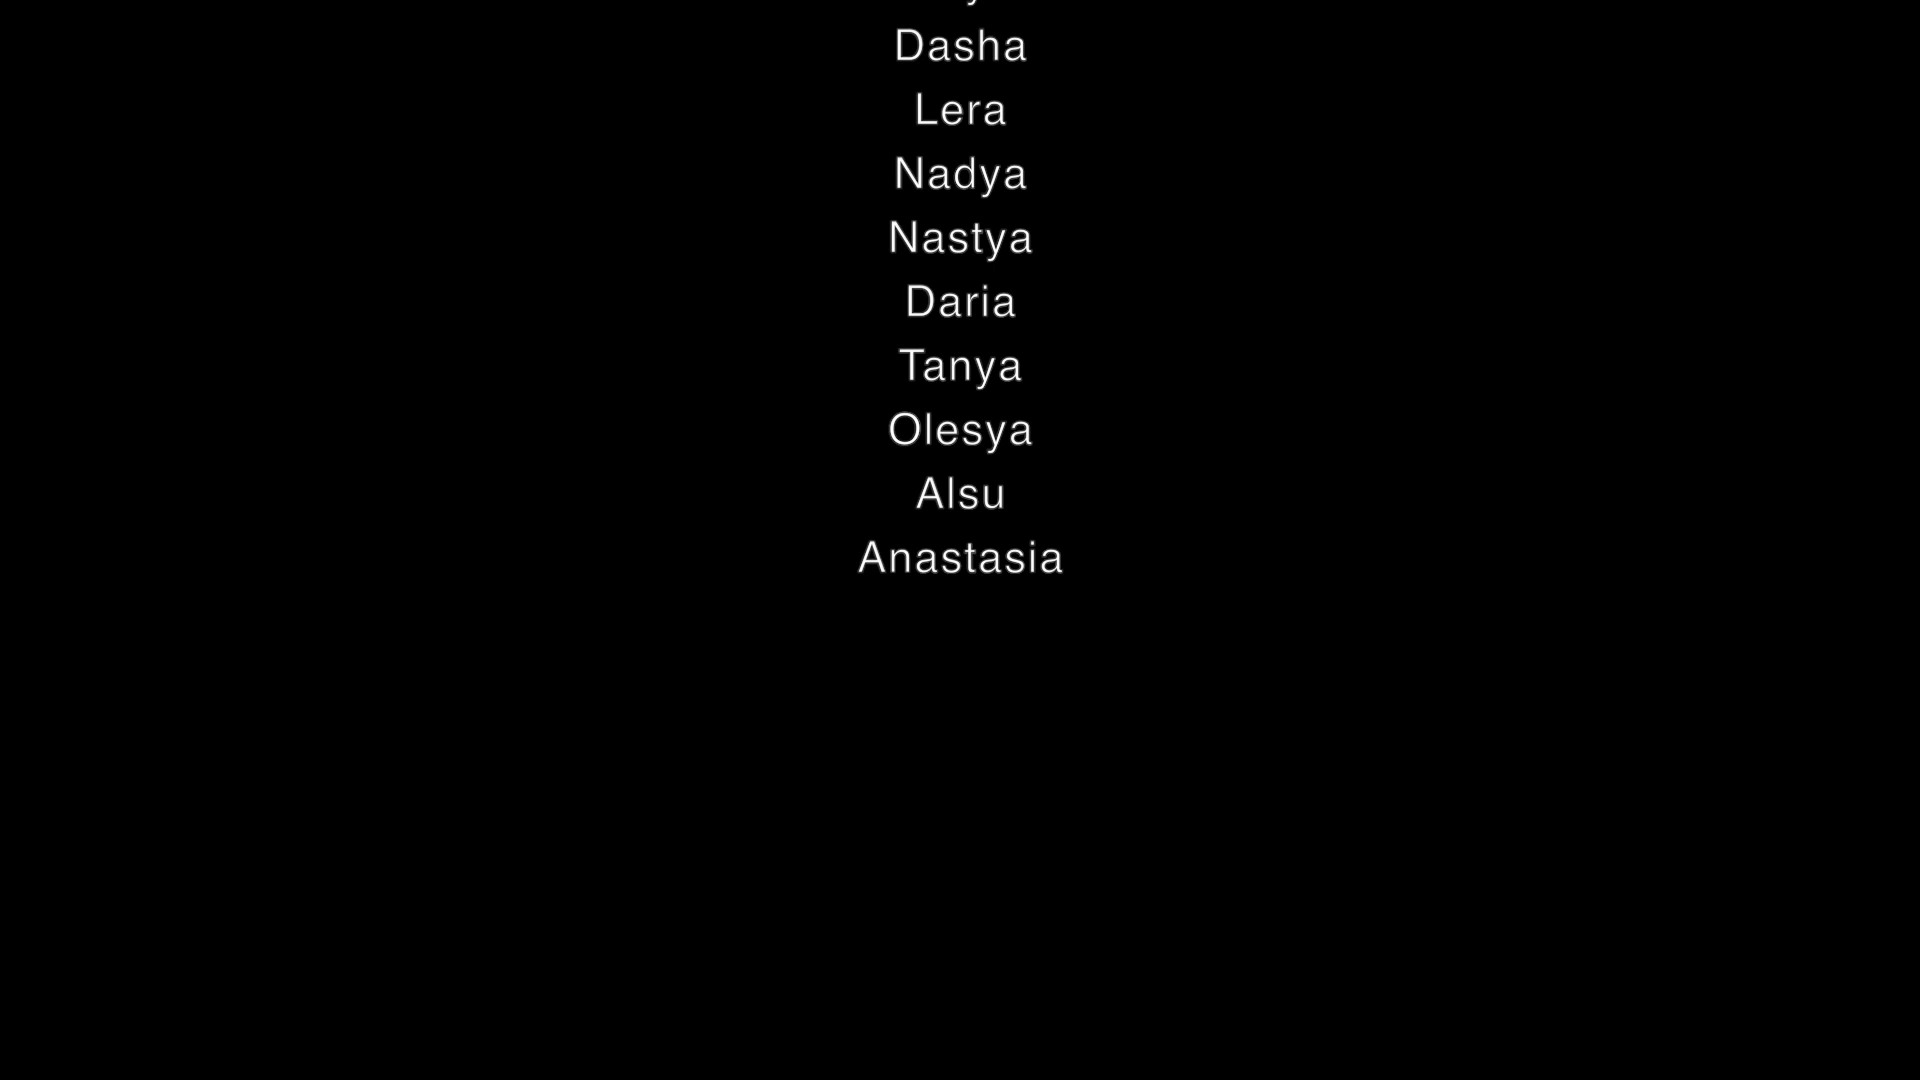 Dasha
Lera
Nadya
Nastya
Daria
Tanya
Olesya
Alsu
Anastasia